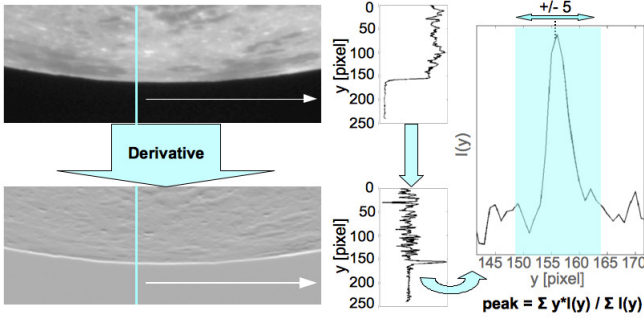 0
50
100
150
200
250
y [pixel]
+/- 5
I(y)
145 150 155 160 165 170
y [pixel]
Derivative
0
50
100
150
200
250
y [pixel]
peak = Σ y*I(y) / Σ I(y)